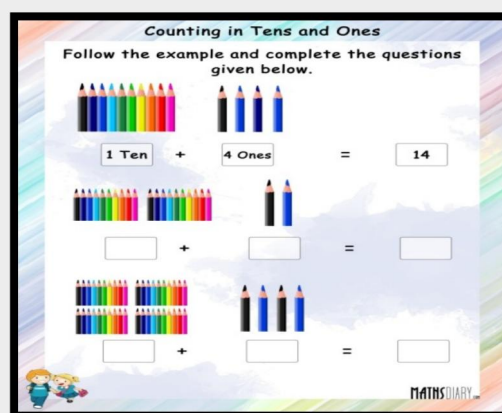 Counting in Tens and Ones
Follow the example and complete the questions
given below.
1 Ten + 4 Ones = 14
+ =
+ =
MATHSDIARY.COM